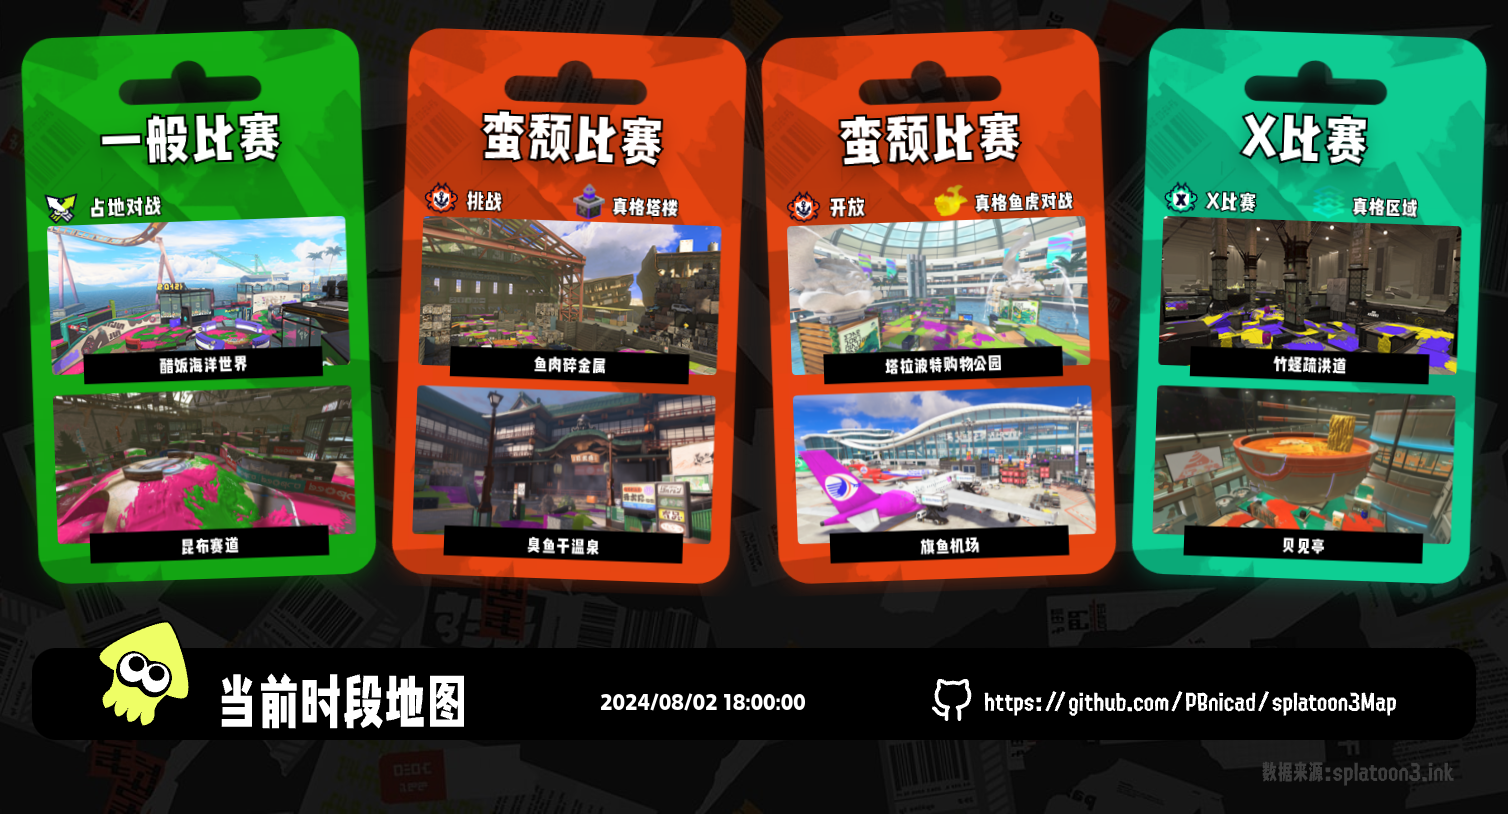 一般比赛
占地对战
醋饭海洋世界
昆布赛道
蛮颓比赛
挑战
真格塔楼
鱼肉碎金属
臭鱼干温泉
蛮颓比赛
开放
真格鱼虎对战
塔拉波特购物公园
旗鱼机场
X比赛
X比赛
真格区域
竹蛏疏洪道
贝见亭
当前时段地图
2024/08/02 18:00:00
https://github.com/PBnicad/splatoon3Map
数据来源:splatoon3.ink